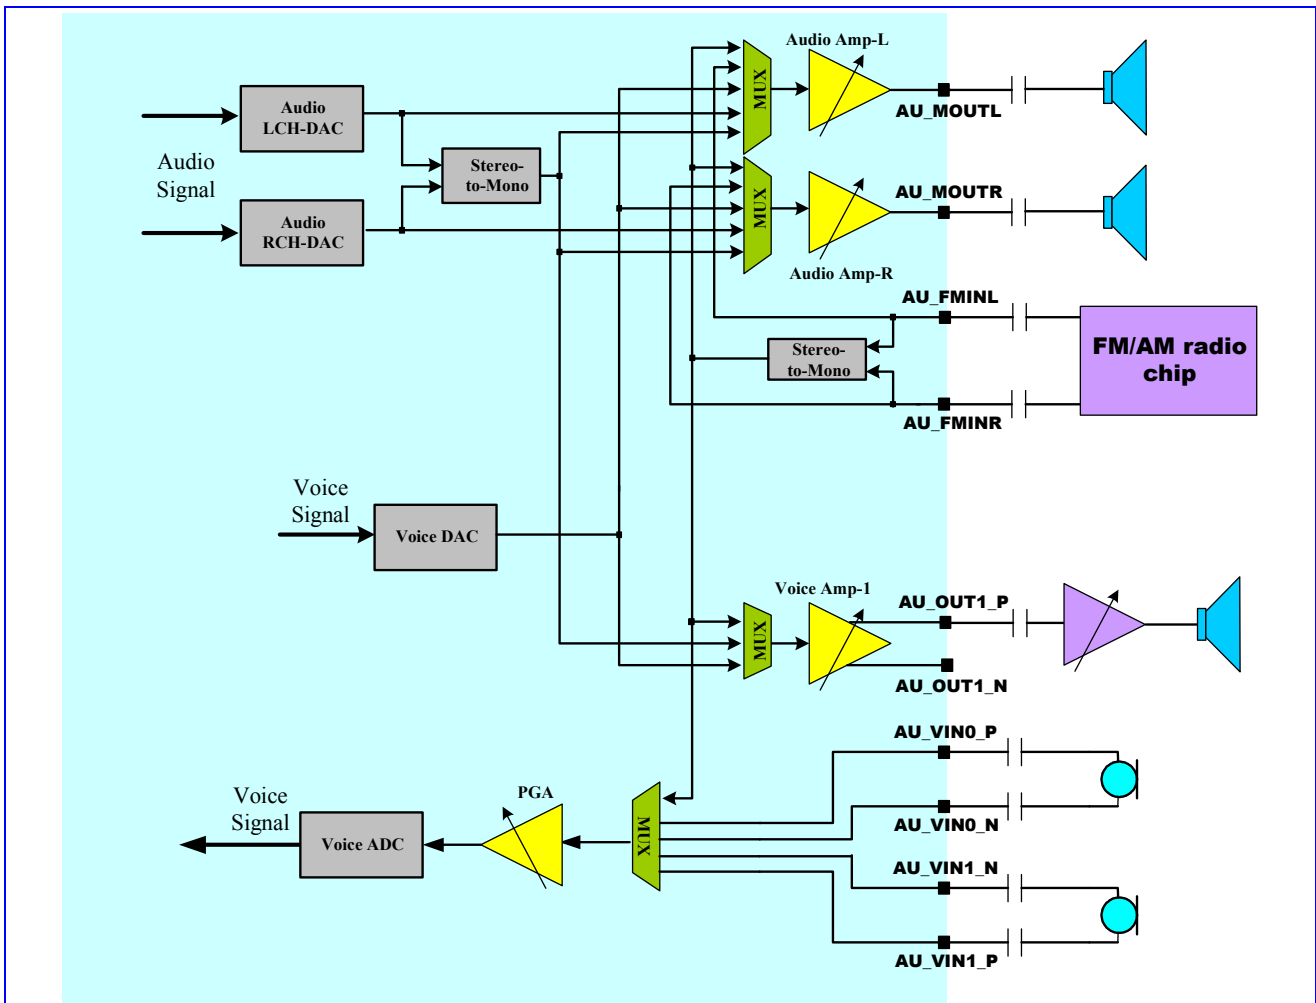 Audio Amp-L
MUX
AU_MOUTL
Audio
LCH-DAC
Audio
Signal
Stereo-
to-Mono
Audio
RCH-DAC
MUX
AU_MOUTR
Audio Amp-R
AU_FMINL
Stereo-
to-Mono
FM/AM radio
chip
AU_FMINR
Voice
Signal
Voice DAC
Voice Amp-1
MUX
AU_OUT1_P
AU_OUT1_N
AU_VIN0_P
PGA
Voice
Signal
Voice ADC
MUX
AU_VIN0_N
AU_VIN1_N
AU_VIN1_P